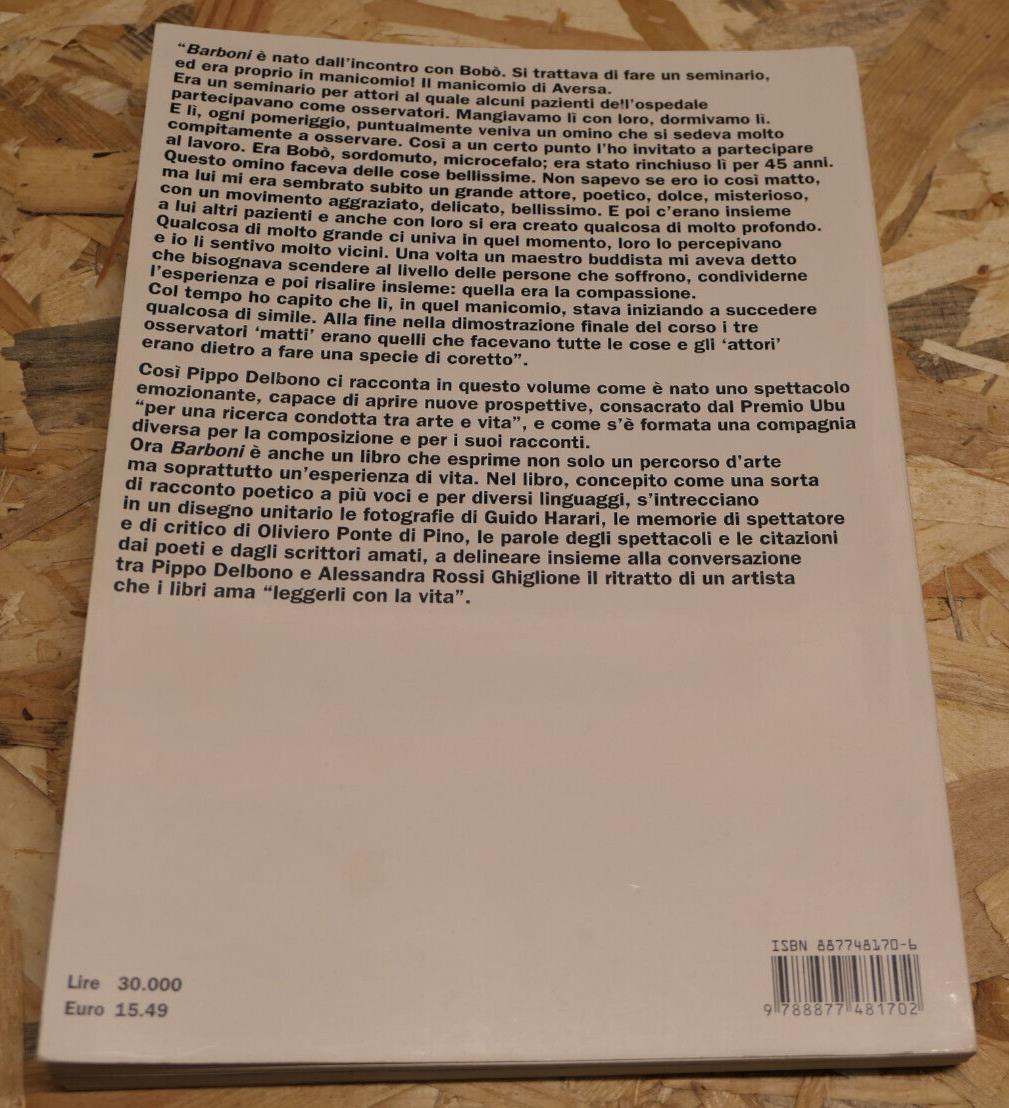 “Barboni è nato dall'incontro con Bobò. Si trattava di fare un seminario,
ed era proprio in manicomio! Il manicomio di Aversa.
Era un seminario per attori al quale alcuni pazienti dell'ospedale
partecipavano come osservatori. Mangiavamo lì con loro, dormivamo lì.
E lì, ogni pomeriggio, puntualmente veniva un omino che si sedeva molto
compitamente a osservare. Così a un certo punto l'ho invitato a partecipare
al lavoro. Era Bobò, sordomuto, microcefalo; era stato rinchiuso lì per 45 anni.
Questo omino faceva delle cose bellissime. Non sapevo se ero io così matto,
ma lui mi era sembrato subito un grande attore, poetico, dolce, misterioso,
con un movimento aggraziato, delicato, bellissimo. E poi c'erano insieme
a lui altri pazienti e anche con loro si era creato qualcosa di molto profondo.
Qualcosa di molto grande ci univa in quel momento, loro lo percepivano
e io li sentivo molto vicini. Una volta un maestro buddista mi aveva detto
che bisognava scendere al livello delle persone che soffrono, condividerne
l'esperienza e poi risalire insieme: quella era la compassione.
Col tempo ho capito che lì, in quel manicomio, stava iniziando a succedere
qualcosa di simile. Alla fine nella dimostrazione finale del corso i tre
osservatori ‘matti’ erano quelli che facevano tutte le cose e gli ‘attori’
erano dietro a fare una specie di coretto”.
Così Pippo Delbono ci racconta in questo volume come è nato uno spettacolo
emozionante, capace di aprire nuove prospettive, consacrato dal Premio Ubu
“per una ricerca condotta tra arte e vita”, e come s'è formata una compagnia
diversa per la composizione e per i suoi racconti.
Ora Barboni è anche un libro che esprime non solo un percorso d'arte
ma soprattutto un'esperienza di vita. Nel libro, concepito come una sorta
di racconto poetico a più voci e per diversi linguaggi, s'intrecciano
in un disegno unitario le fotografie di Guido Harari, le memorie di spettatore
e di critico di Oliviero Ponte di Pino, le parole degli spettacoli e le citazioni
dai poeti e dagli scrittori amati, a delineare insieme alla conversazione
tra Pippo Delbono e Alessandra Rossi Ghiglione il ritratto di un artista
che i libri ama “leggerli con la vita”.
ISBN 887748170-6
Lire 30.000
Euro 15.49
9 788877 481702